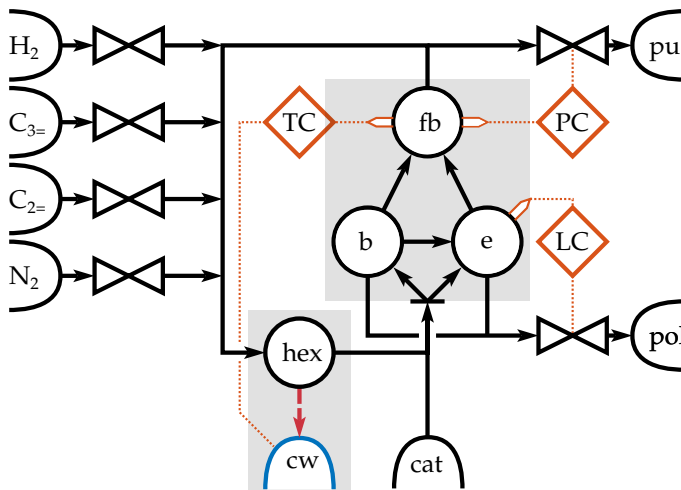 H₂
pu
C₃₌
TC
fb
PC
C₂₌
b
e
LC
N₂
hex
pol
cw
cat